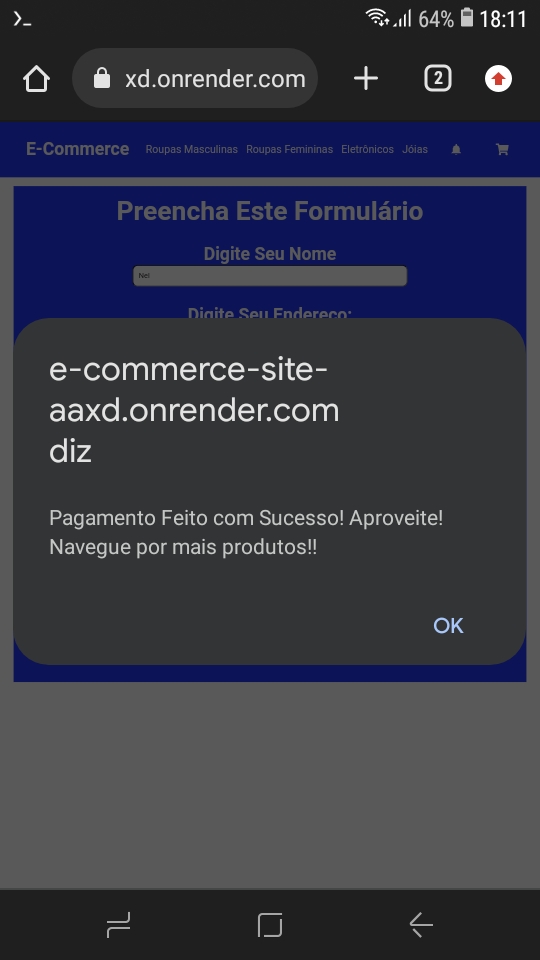 64% 18:11
xd.onrender.com
2
E-Commerce Roupas Masculinas Roupas Femininas Eletrônicos Jóias
Preencha Este Formulário
Digite Seu Nome
Nel
Digite Seu Endereço:
e-commerce-site-
aaxd.onrender.com
diz
Pagamento Feito com Sucesso! Aproveite!
Navegue por mais produtos!!
OK